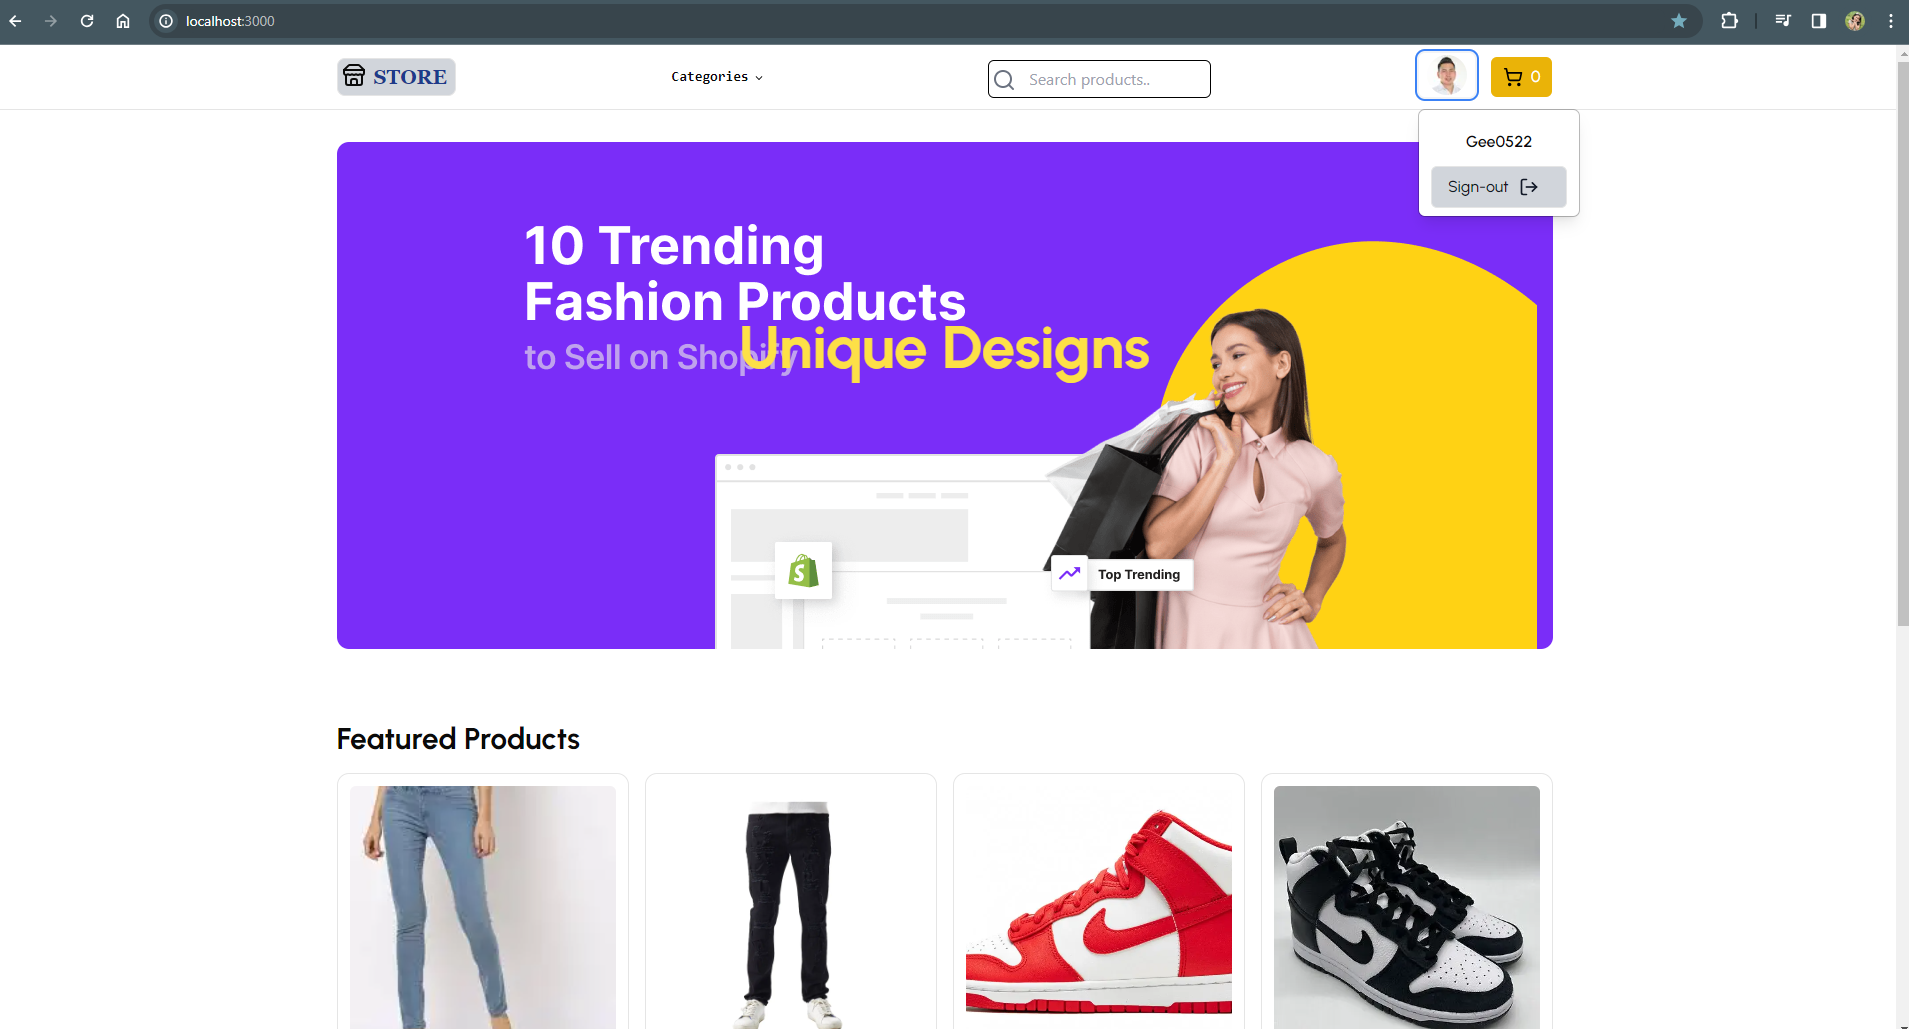 localhost:3000
STORE
Categories
Search products..
0
Gee0522
Sign-out
10 Trending
Fashion Products
to Sell on Shopify
Unique Designs
S
Top Trending
Featured Products